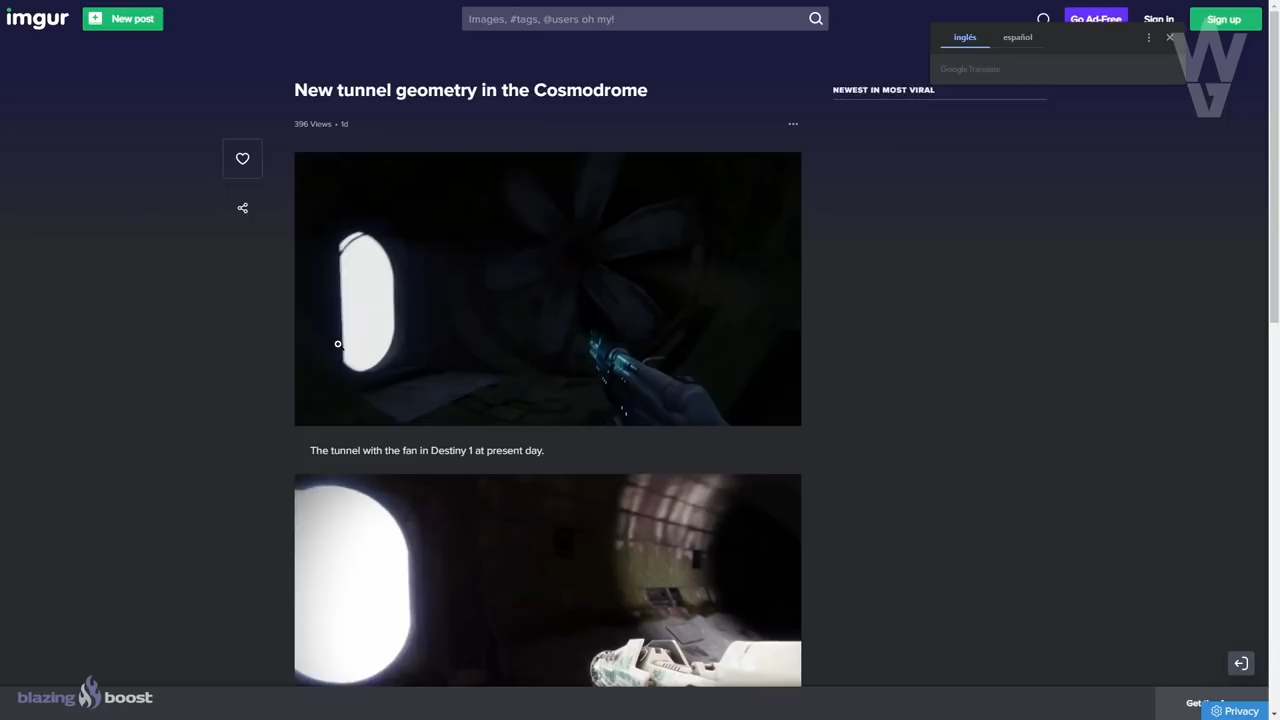 imgur
New post
Images, #tags, @users oh my!
Go Ad-Free
Sign in
Sign up
inglés
español
Google Translate
New tunnel geometry in the Cosmodrome
NEWEST IN MOST VIRAL
396 Views • 1d
The tunnel with the fan in Destiny 1 at present day.
blazing boost
Privacy